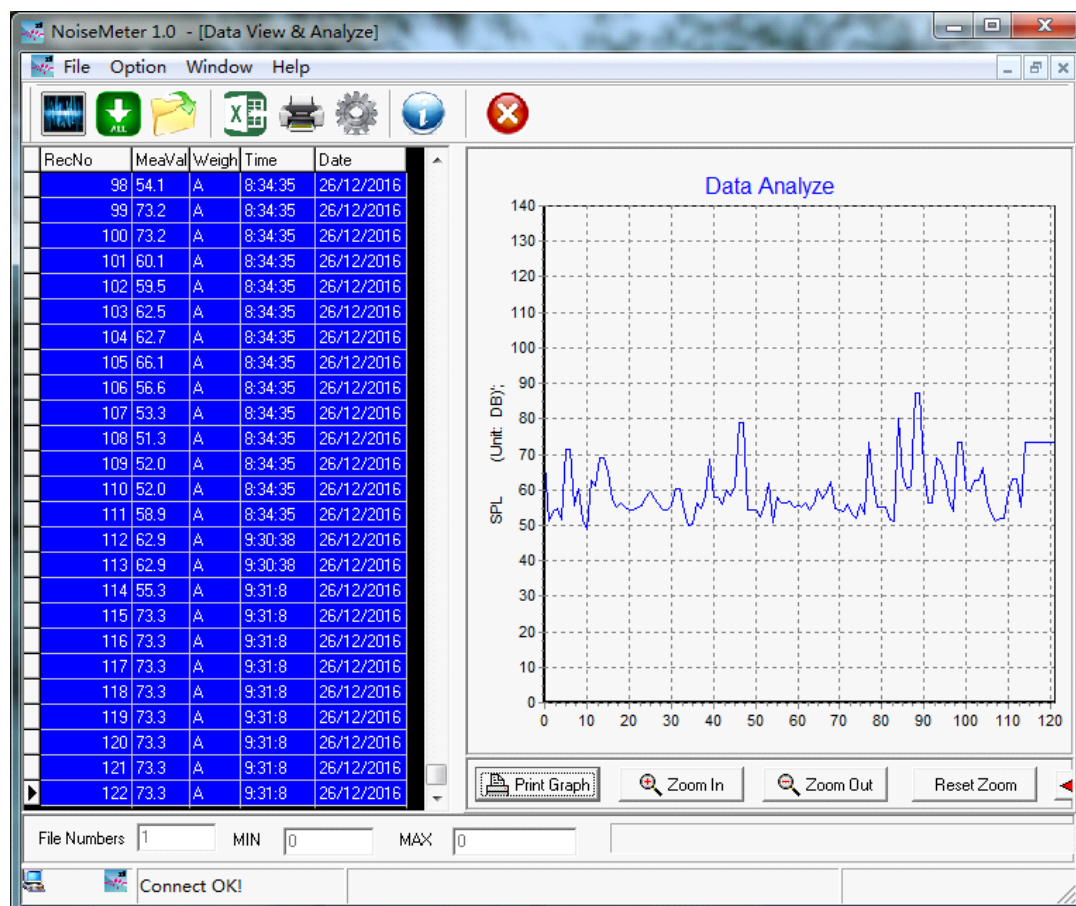 NoiseMeter 1.0 - [Data View & Analyze]
File Option Window Help
ALL
RecNo MeaVal Weigh Time Date
98 54.1 A 8:34:35 26/12/2016
99 73.2 A 8:34:35 26/12/2016
100 73.2 A 8:34:35 26/12/2016
101 60.1 A 8:34:35 26/12/2016
102 59.5 A 8:34:35 26/12/2016
103 62.5 A 8:34:35 26/12/2016
104 62.7 A 8:34:35 26/12/2016
105 66.1 A 8:34:35 26/12/2016
106 56.6 A 8:34:35 26/12/2016
107 53.3 A 8:34:35 26/12/2016
108 51.3 A 8:34:35 26/12/2016
109 52.0 A 8:34:35 26/12/2016
110 52.0 A 8:34:35 26/12/2016
111 58.9 A 8:34:35 26/12/2016
112 62.9 A 9:30:38 26/12/2016
113 62.9 A 9:30:38 26/12/2016
114 55.3 A 9:31:8 26/12/2016
115 73.3 A 9:31:8 26/12/2016
116 73.3 A 9:31:8 26/12/2016
117 73.3 A 9:31:8 26/12/2016
118 73.3 A 9:31:8 26/12/2016
119 73.3 A 9:31:8 26/12/2016
120 73.3 A 9:31:8 26/12/2016
121 73.3 A 9:31:8 26/12/2016
122 73.3 A 9:31:8 26/12/2016
Data Analyze
SPL (Unit: DB)';
140
130
120
110
100
90
80
70
60
50
40
30
20
10
0
0 10 20 30 40 50 60 70 80 90 100 110 120
Print Graph Zoom In Zoom Out Reset Zoom
File Numbers 1 MIN 0 MAX 0
Connect OK!